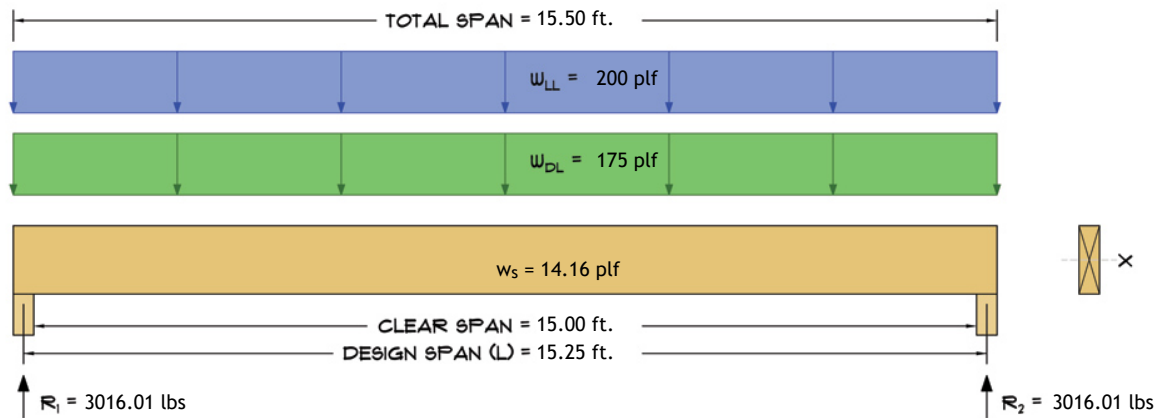 TOTAL SPAN = 15.50 ft.
wLL = 200 plf
wDL = 175 plf
ws = 14.16 plf
X
CLEAR SPAN = 15.00 ft.
DESIGN SPAN (L) = 15.25 ft.
R1 = 3016.01 lbs
R2 = 3016.01 lbs